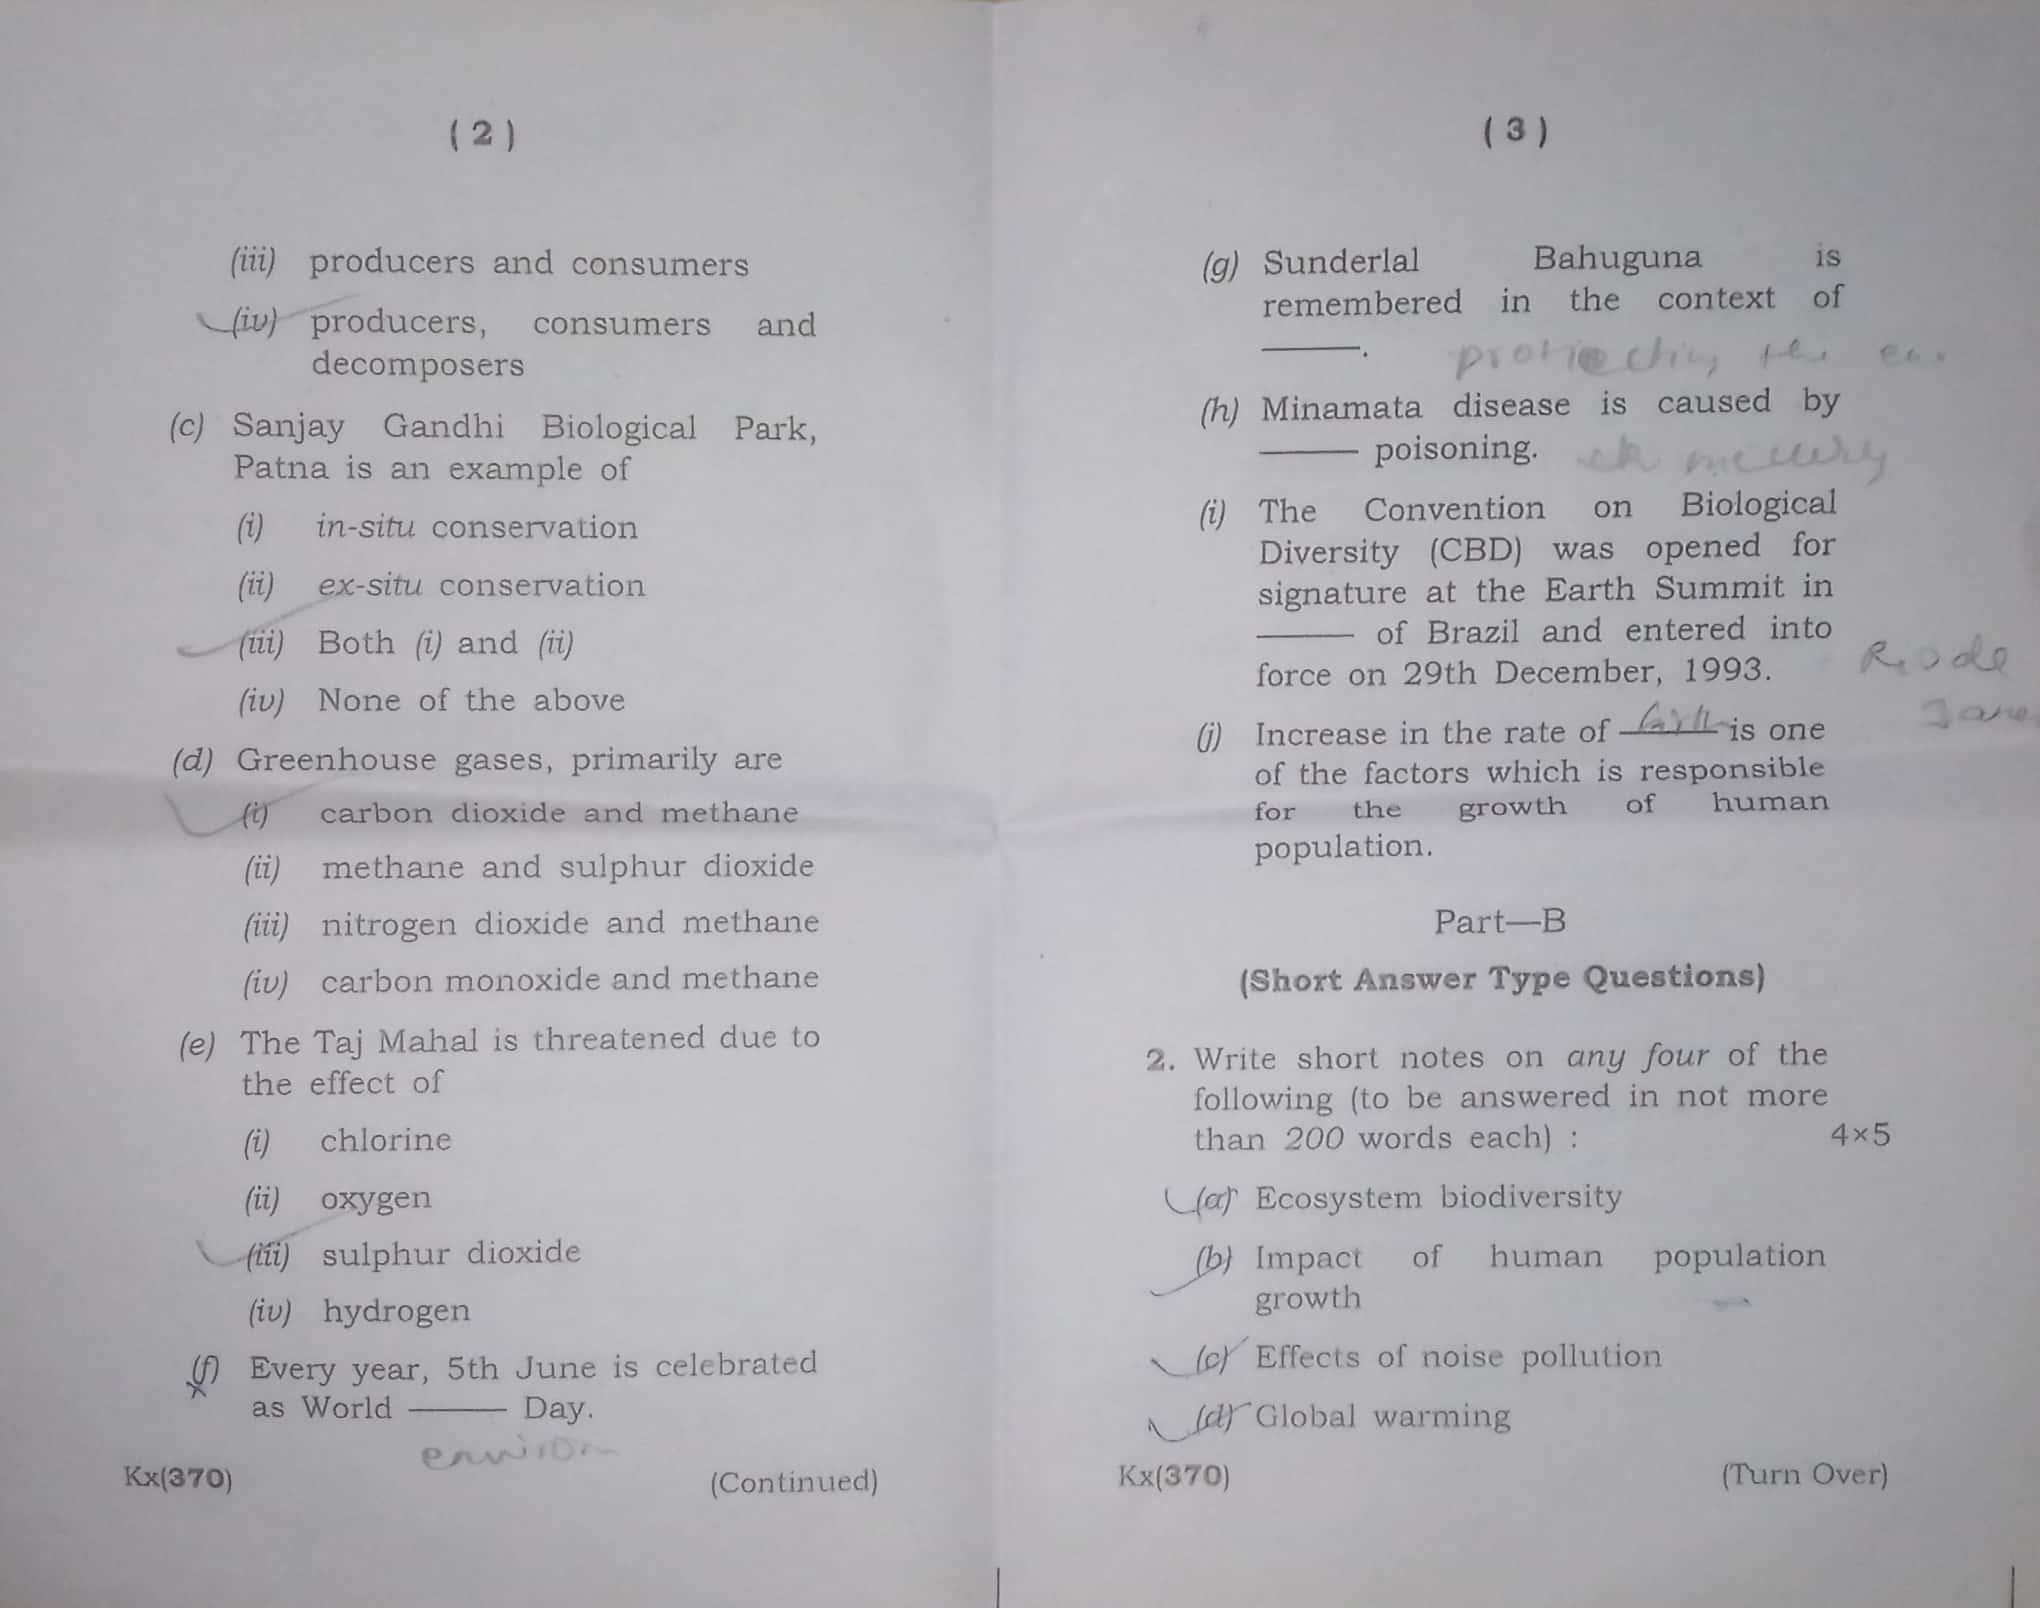 ( 2 )
(iii) producers and consumers
(iv) producers, consumers and
decomposers
(c) Sanjay Gandhi Biological Park,
Patna is an example of
(i) in-situ conservation
(ii) ex-situ conservation
(iii) Both (i) and (ii)
(iv) None of the above
(d) Greenhouse gases, primarily are
(i) carbon dioxide and methane
(ii) methane and sulphur dioxide
(iii) nitrogen dioxide and methane
(iv) carbon monoxide and methane
(e) The Taj Mahal is threatened due to
the effect of
(i) chlorine
(ii) oxygen
(iii) sulphur dioxide
(iv) hydrogen
(f) Every year, 5th June is celebrated
as World ——— Day.
environ
Kx(370) (Continued)
( 3 )
(g) Sunderlal Bahuguna is
remembered in the context of
———. the
(h) Minamata disease is caused by
——— poisoning. mercury
(i) The Convention on Biological
Diversity (CBD) was opened for
signature at the Earth Summit in
——— of Brazil and entered into
force on 29th December, 1993. Rio de
Jane
(j) Increase in the rate of birth is one
of the factors which is responsible
for the growth of human
population.
Part—B
(Short Answer Type Questions)
2. Write short notes on any four of the
following (to be answered in not more
than 200 words each) : 4×5
(a) Ecosystem biodiversity
(b) Impact of human population
growth
(c) Effects of noise pollution
(d) Global warming
Kx(370) (Turn Over)